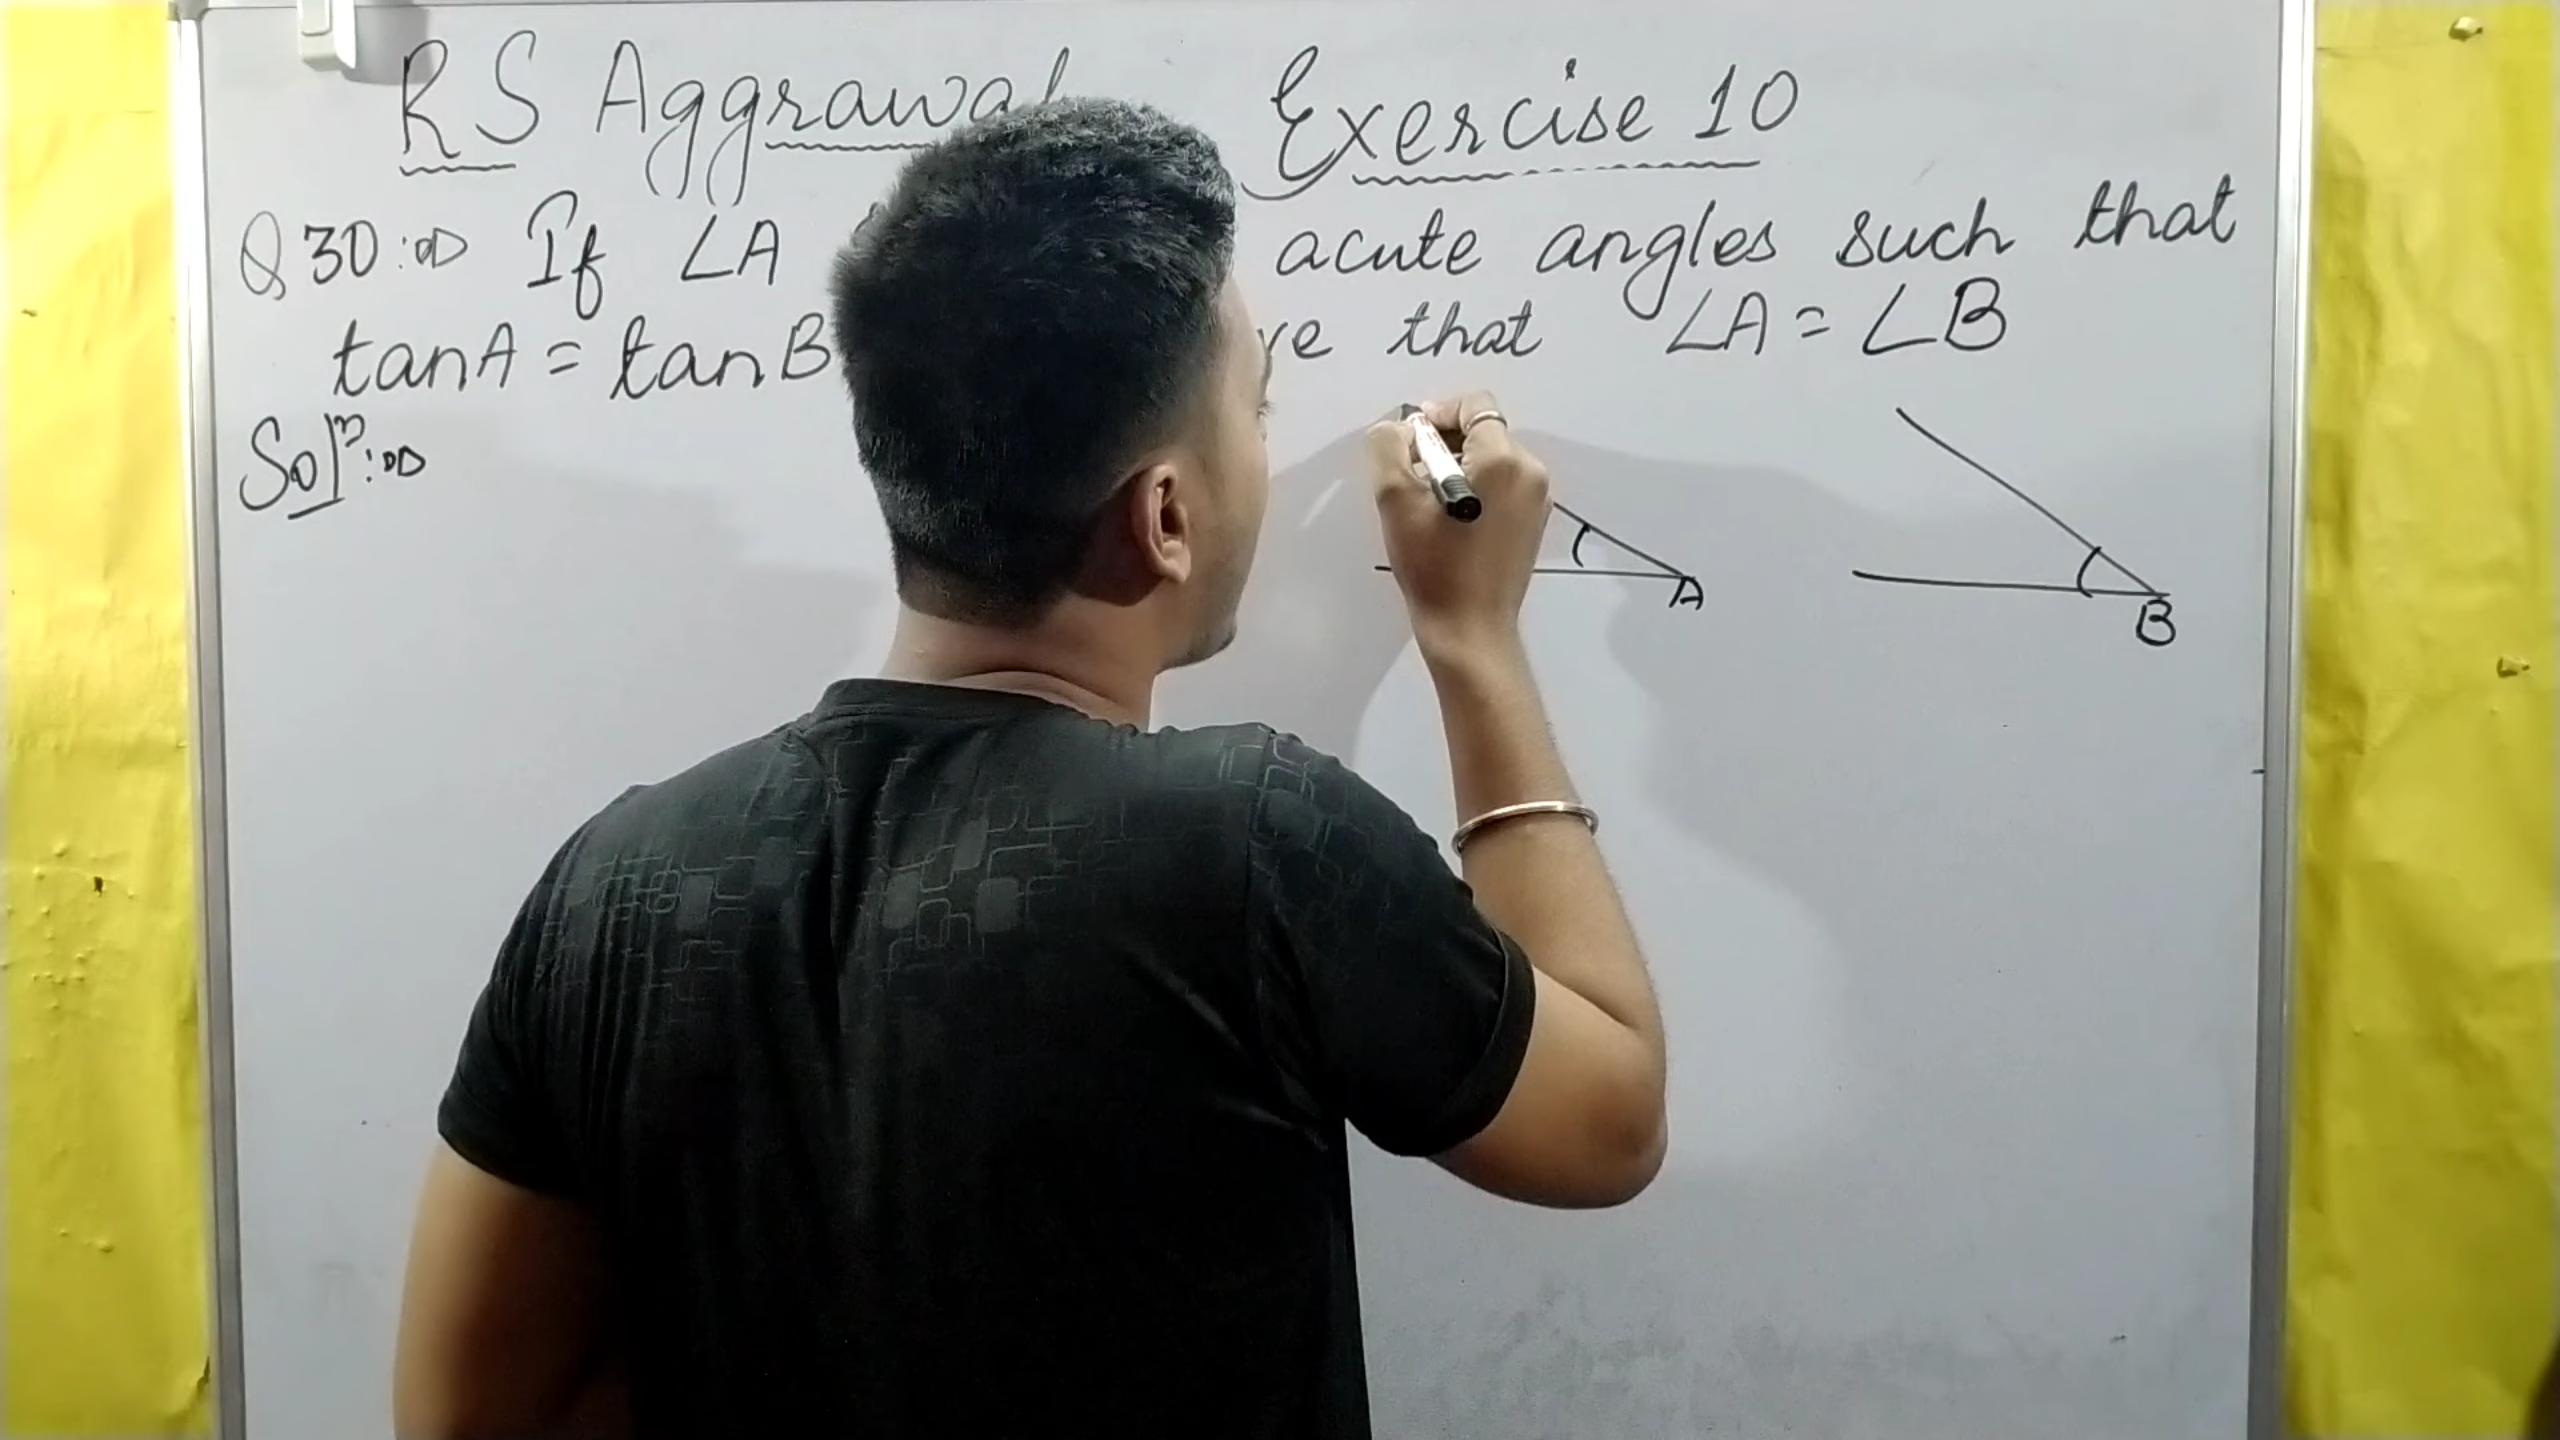 RS Aggrawal Exercise 10
Q30 :⇒ If ∠A acute angles such that
tanA = tanB that ∠A = ∠B
Solⁿ :⇒
A
B